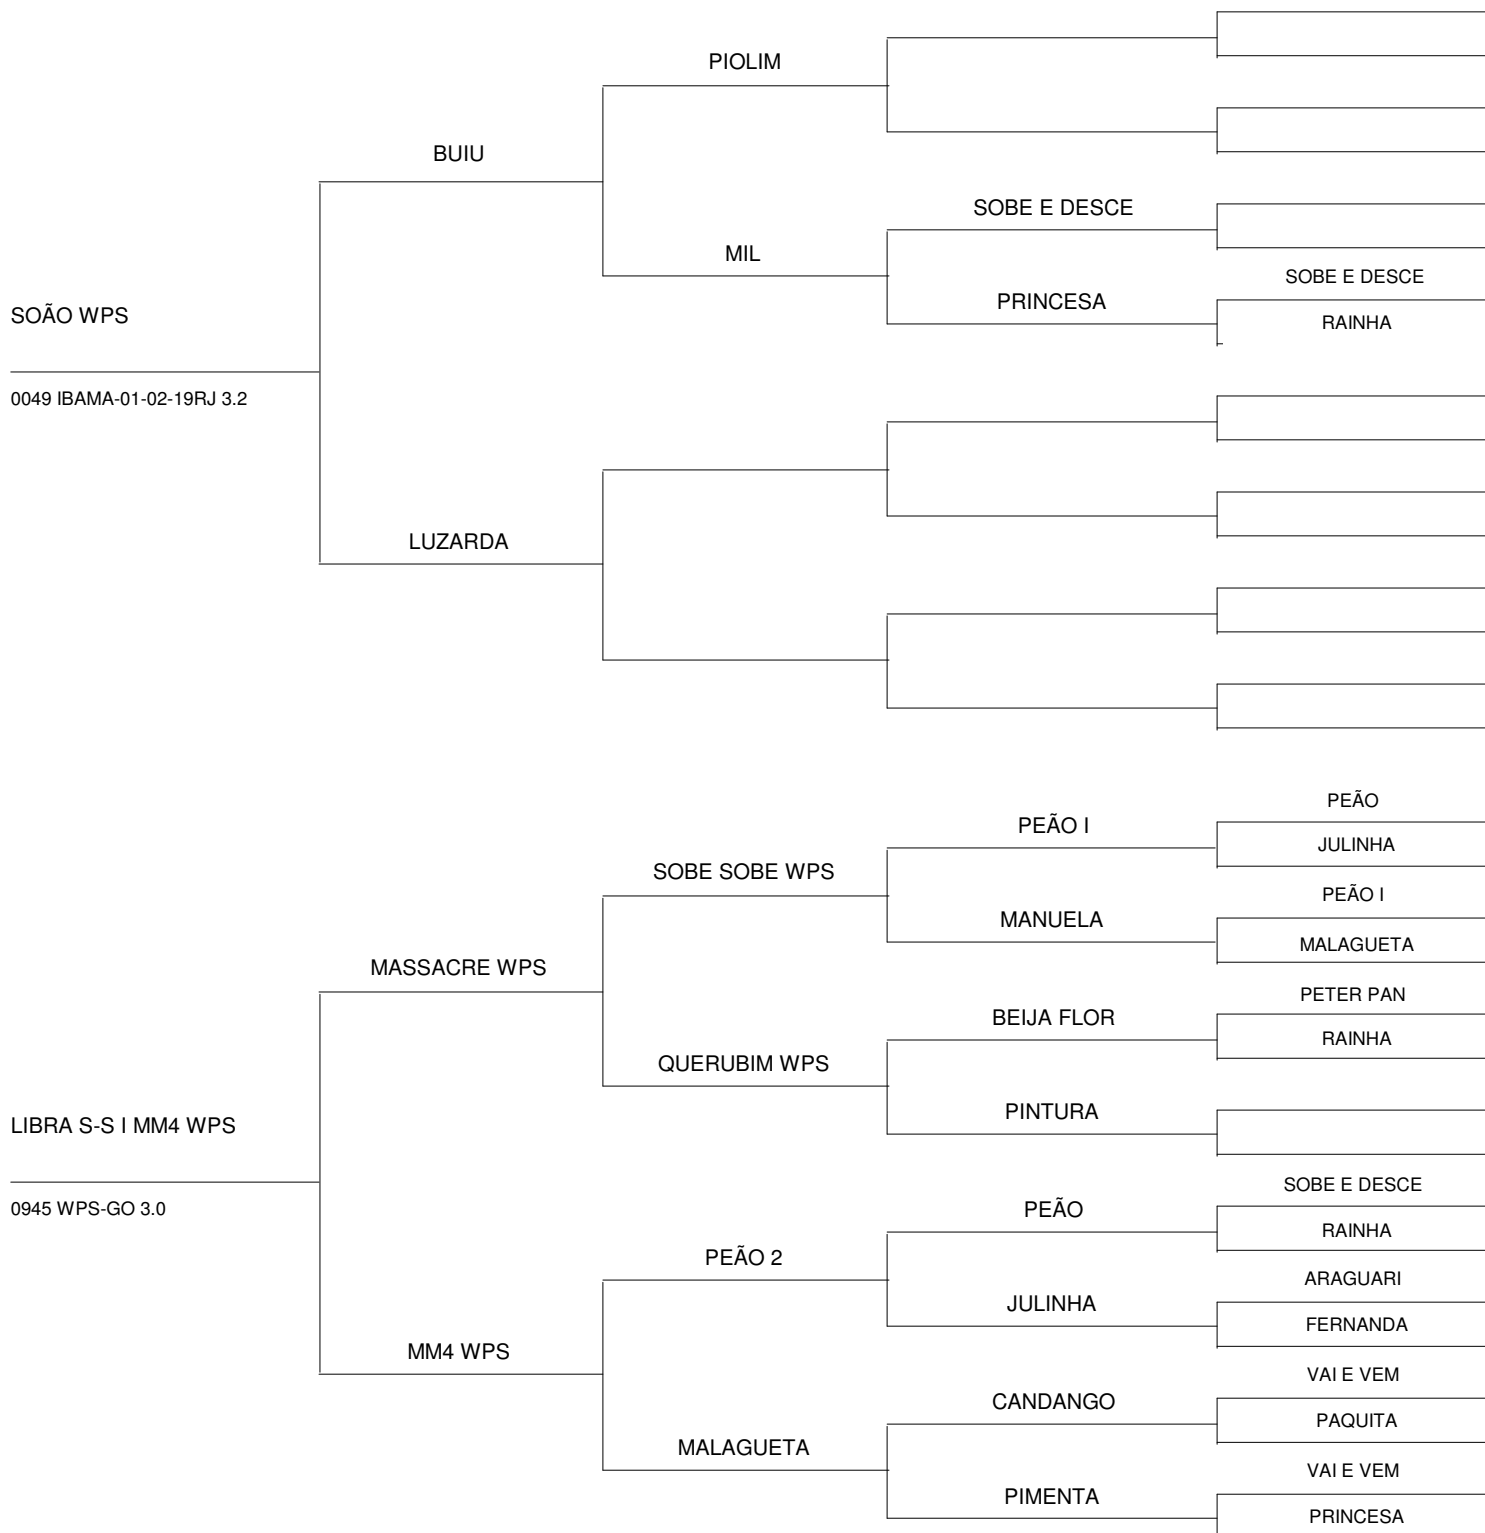 PIOLIM
BUIU
SOBE E DESCE
MIL
SOBE E DESCE
PRINCESA
RAINHA
SOÃO WPS
0049 IBAMA-01-02-19RJ 3.2
LUZARDA
PEÃO
PEÃO I
JULINHA
SOBE SOBE WPS
PEÃO I
MANUELA
MALAGUETA
MASSACRE WPS
PETER PAN
BEIJA FLOR
RAINHA
QUERUBIM WPS
PINTURA
LIBRA S-S I MM4 WPS
0945 WPS-GO 3.0
SOBE E DESCE
PEÃO
RAINHA
PEÃO 2
ARAGUARI
JULINHA
FERNANDA
MM4 WPS
VAI E VEM
CANDANGO
PAQUITA
MALAGUETA
VAI E VEM
PIMENTA
PRINCESA